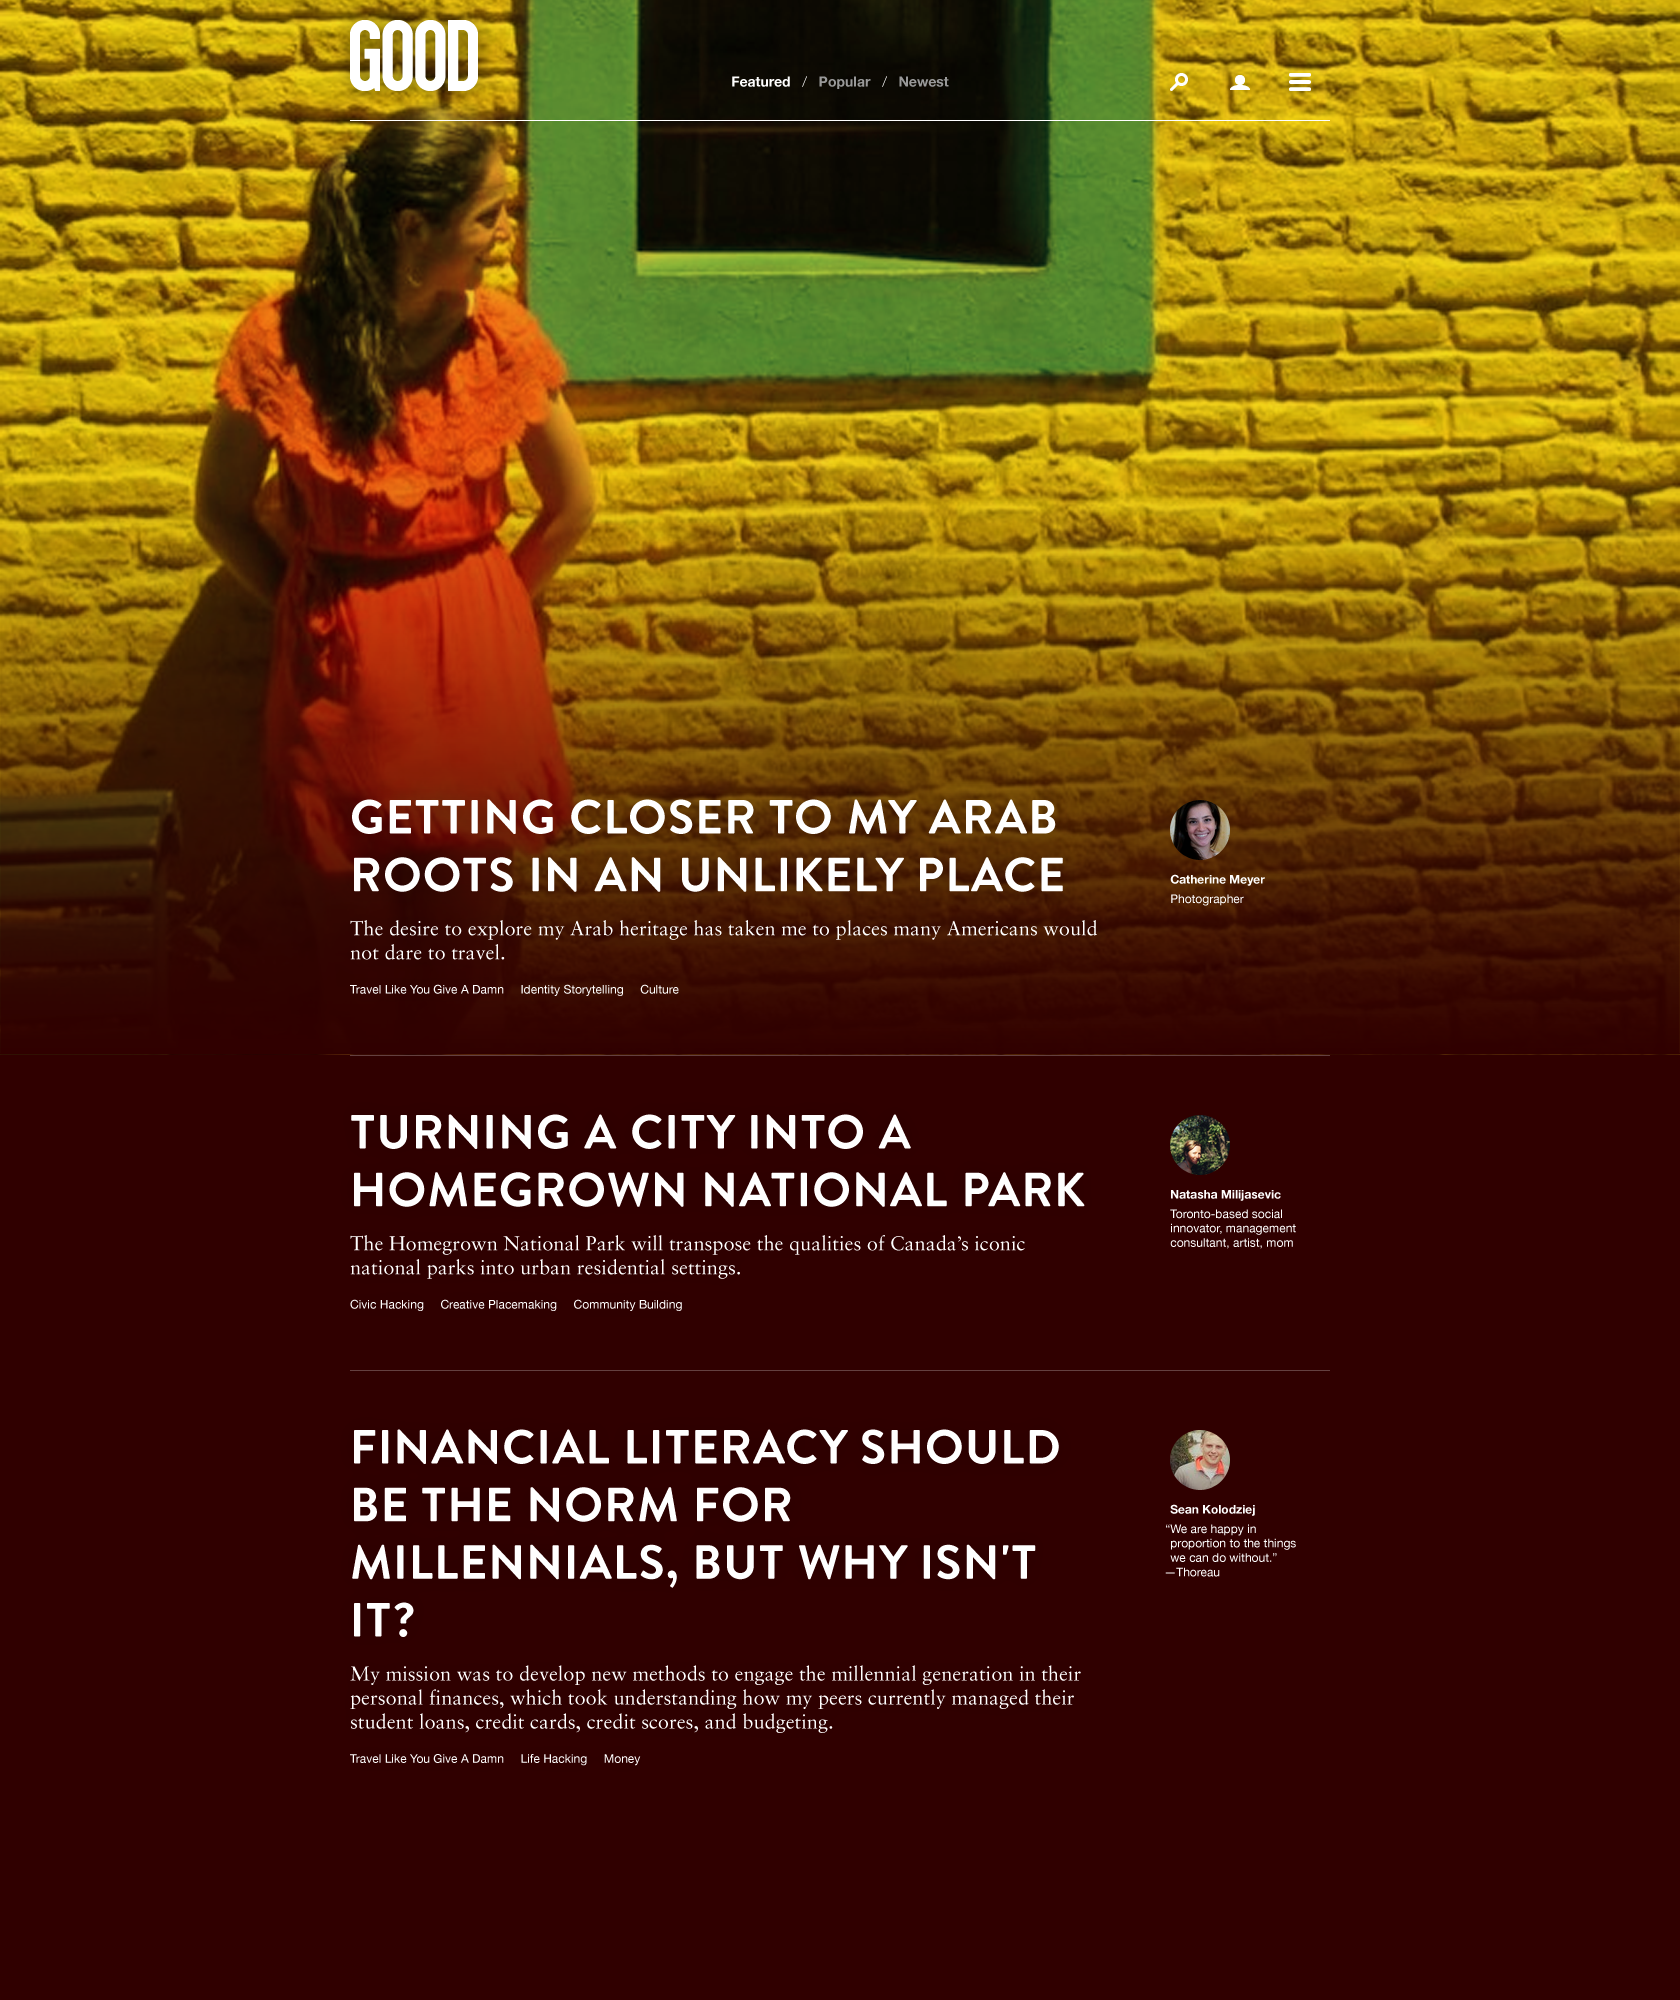 GOOD
Featured / Popular / Newest
GETTING CLOSER TO MY ARAB
ROOTS IN AN UNLIKELY PLACE
The desire to explore my Arab heritage has taken me to places many Americans would
not dare to travel.
Travel Like You Give A Damn Identity Storytelling Culture
Catherine Meyer
Photographer
TURNING A CITY INTO A
HOMEGROWN NATIONAL PARK
The Homegrown National Park will transpose the qualities of Canada’s iconic
national parks into urban residential settings.
Civic Hacking Creative Placemaking Community Building
Natasha Milijasevic
Toronto-based social
innovator, management
consultant, artist, mom
FINANCIAL LITERACY SHOULD
BE THE NORM FOR
MILLENNIALS, BUT WHY ISN'T
IT?
My mission was to develop new methods to engage the millennial generation in their
personal finances, which took understanding how my peers currently managed their
student loans, credit cards, credit scores, and budgeting.
Travel Like You Give A Damn Life Hacking Money
Sean Kolodziej
“We are happy in
proportion to the things
we can do without.”
—Thoreau